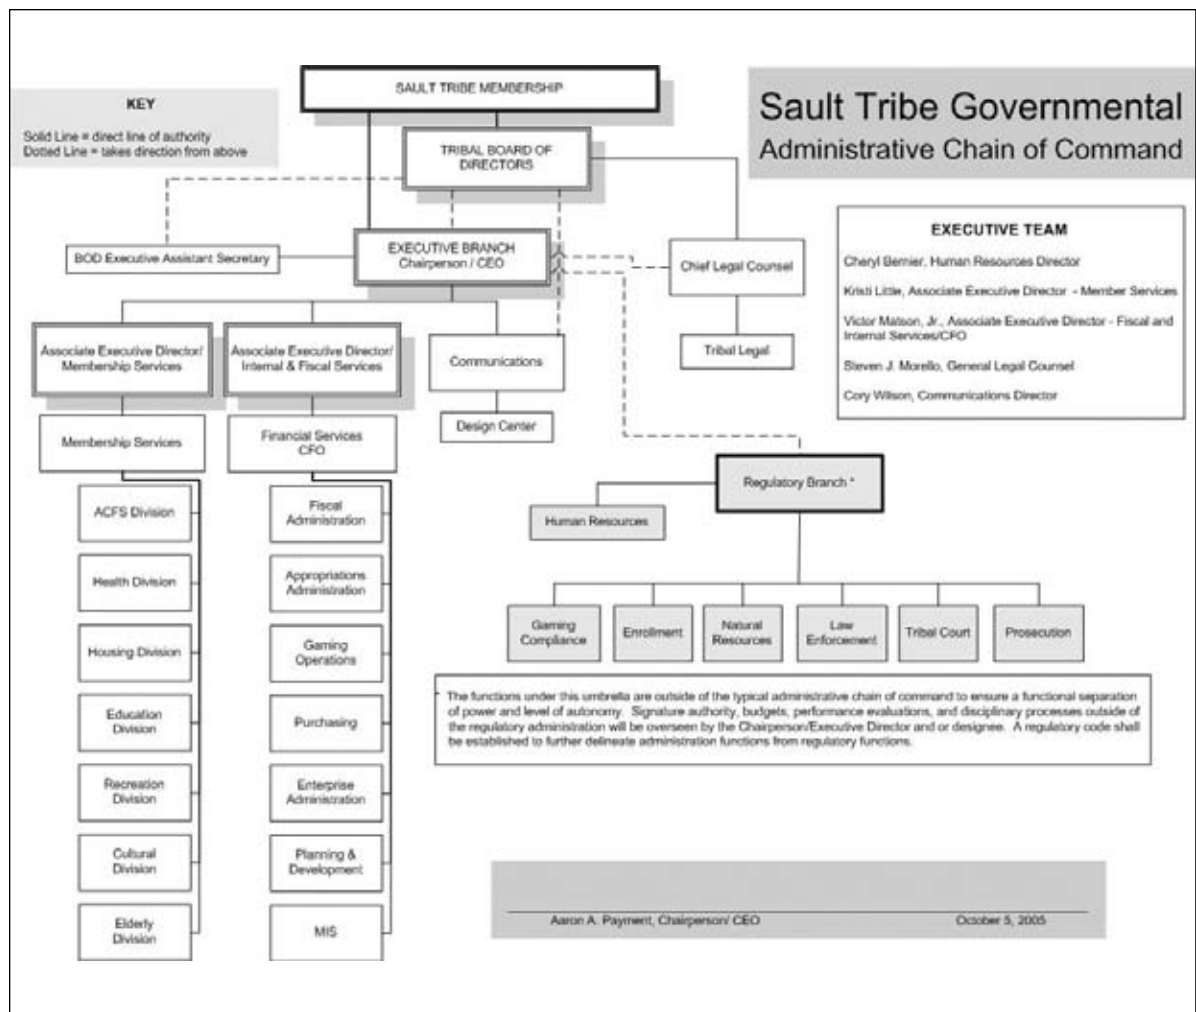 SAULT TRIBE MEMBERSHIP
KEY
Solid Line = direct line of authority
Dotted Line = takes direction from above
Sault Tribe Governmental
Administrative Chain of Command
TRIBAL BOARD OF
DIRECTORS
EXECUTIVE BRANCH
Chairperson / CEO
BOD Executive Assistant Secretary
Chief Legal Counsel
Tribal Legal
EXECUTIVE TEAM
Cheryl Bernier, Human Resources Director
Kristi Little, Associate Executive Director - Member Services
Victor Matson, Jr., Associate Executive Director - Fiscal and
Internal Services/CFO
Steven J. Morello, General Legal Counsel
Cory Wilson, Communications Director
Associate Executive Director/
Membership Services
Associate Executive Director/
Internal & Fiscal Services
Communications
Design Center
Membership Services
Financial Services
CFO
ACFS Division
Health Division
Housing Division
Education
Division
Recreation
Division
Cultural
Division
Elderly
Division
Fiscal
Administration
Appropriations
Administration
Gaming
Operations
Purchasing
Enterprise
Administration
Planning &
Development
MIS
Regulatory Branch *
Human Resources
Gaming
Compliance
Enrollment
Natural
Resources
Law
Enforcement
Tribal Court
Prosecution
* The functions under this umbrella are outside of the typical administrative chain of command to ensure a functional separation
of power and level of autonomy. Signature authority, budgets, performance evaluations, and disciplinary processes outside of
the regulatory administration will be overseen by the Chairperson/Executive Director and or designee. A regulatory code shall
be established to further delineate administration functions from regulatory functions.
Aaron A. Payment, Chairperson/ CEO
October 5, 2005